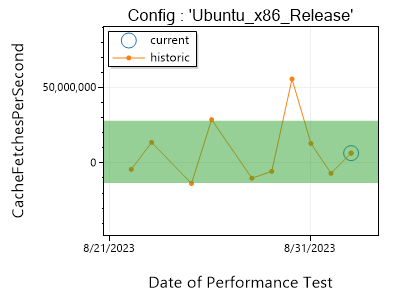 Config : 'Ubuntu_x86_Release'
current
historic
CacheFetchesPerSecond
50,000,000
0
8/21/2023
8/31/2023
Date of Performance Test